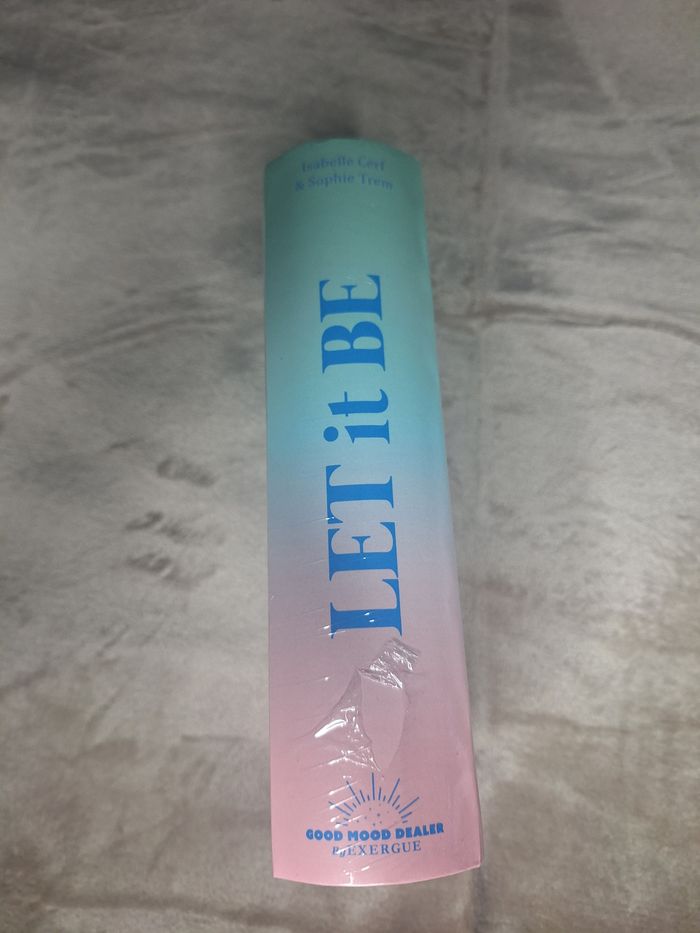 Isabelle Cerf
& Sophie Trem
LET it BE
GOOD MOOD DEALER
By EXERGUE